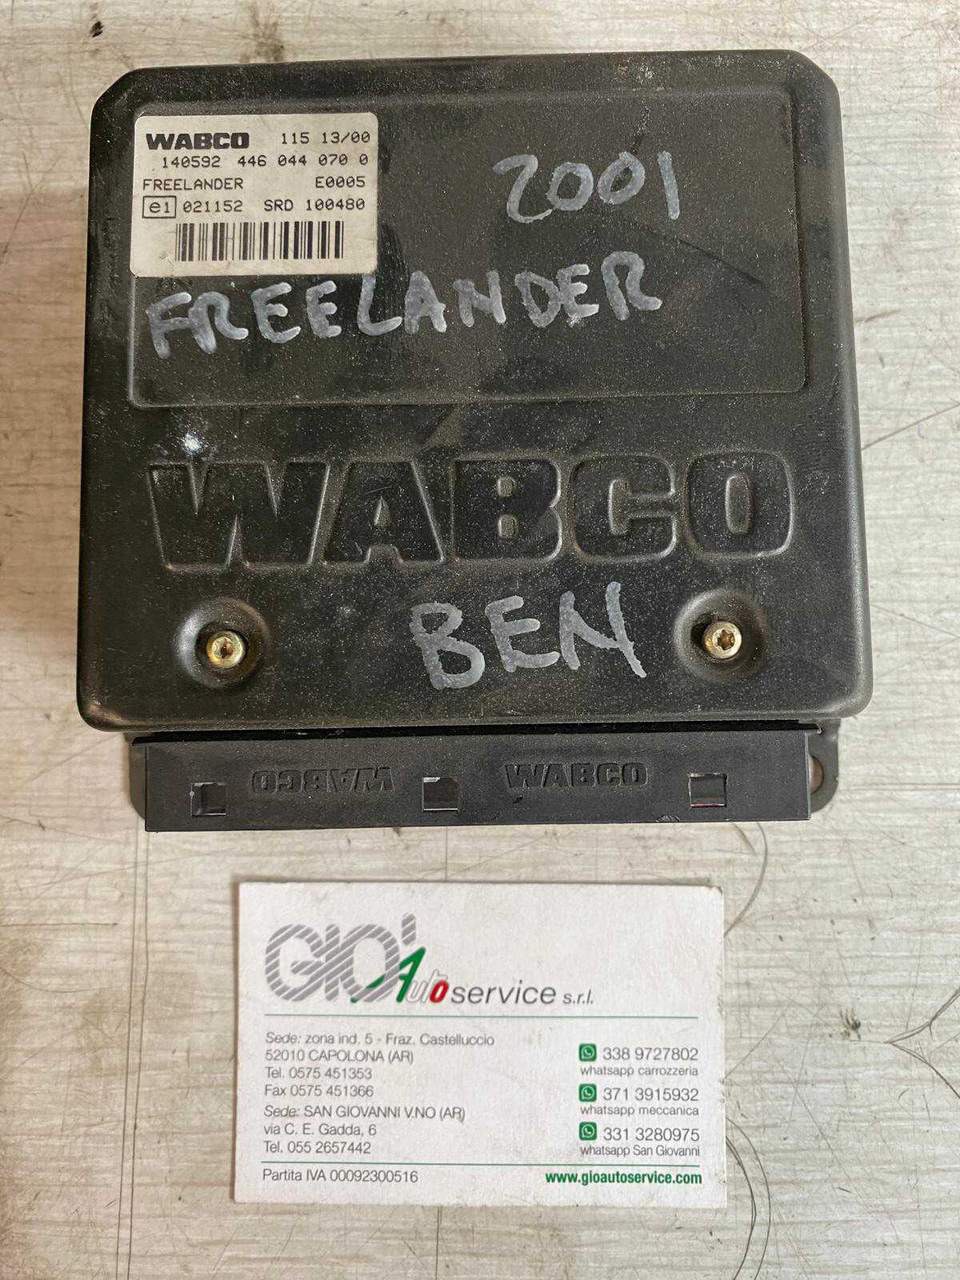 WABCO 115 13/00
140592 446 044 070 0
FREELANDER E0005
e1 021152 SRD 100480
2001
FREELANDER
WABCO
BEN
WABCO WABCO
GIO' Auto service s.r.l.
Sede: zona ind. 5 - Fraz. Castelluccio
52010 CAPOLONA (AR)
Tel. 0575 451353
Fax 0575 451366
Sede: SAN GIOVANNI V.NO (AR)
via C. E. Gadda, 6
Tel. 055 2657442
338 9727802
whatsapp carrozzeria
371 3915932
whatsapp meccanica
331 3280975
whatsapp San Giovanni
Partita IVA 00092300516
www.gioautoservice.com